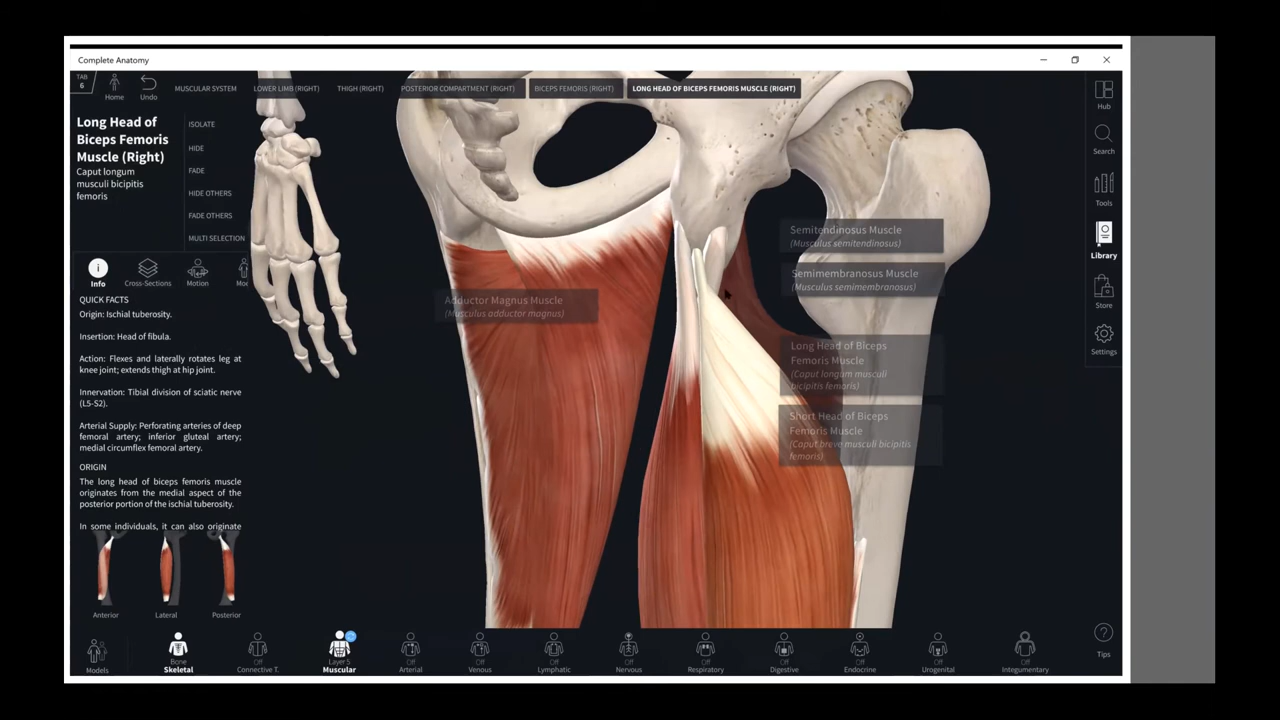 Complete Anatomy
TAB
6
Home
Undo
MUSCULAR SYSTEM
LOWER LIMB (RIGHT)
THIGH (RIGHT)
POSTERIOR COMPARTMENT (RIGHT)
BICEPS FEMORIS (RIGHT)
LONG HEAD OF BICEPS FEMORIS MUSCLE (RIGHT)
Long Head of
Biceps Femoris
Muscle (Right)
Caput longum
musculi bicipitis
femoris
ISOLATE
HIDE
FADE
HIDE OTHERS
FADE OTHERS
MULTI SELECTION
Info
Cross-Sections
Motion
QUICK FACTS
Origin: Ischial tuberosity.
Insertion: Head of fibula.
Action: Flexes and laterally rotates leg at
knee joint; extends thigh at hip joint.
Innervation: Tibial division of sciatic nerve
(L5-S2).
Arterial Supply: Perforating arteries of deep
femoral artery; inferior gluteal artery;
medial circumflex femoral artery.
ORIGIN
The long head of biceps femoris muscle
originates from the medial aspect of the
posterior portion of the ischial tuberosity.
In some individuals, it can also originate
Anterior
Lateral
Posterior
Adductor Magnus Muscle
(Musculus adductor magnus)
Semitendinosus Muscle
(Musculus semitendinosus)
Semimembranosus Muscle
(Musculus semimembranosus)
Long Head of Biceps
Femoris Muscle
(Caput longum musculi
bicipitis femoris)
Short Head of Biceps
Femoris Muscle
(Caput breve musculi bicipitis
femoris)
Hub
Search
Tools
Library
Store
Settings
Tips
Models
Bone
Skeletal
Off
Connective T.
Layer 5
Muscular
Off
Arterial
Off
Venous
Off
Lymphatic
Off
Nervous
Off
Respiratory
Off
Digestive
Off
Endocrine
Off
Urogenital
Off
Integumentary